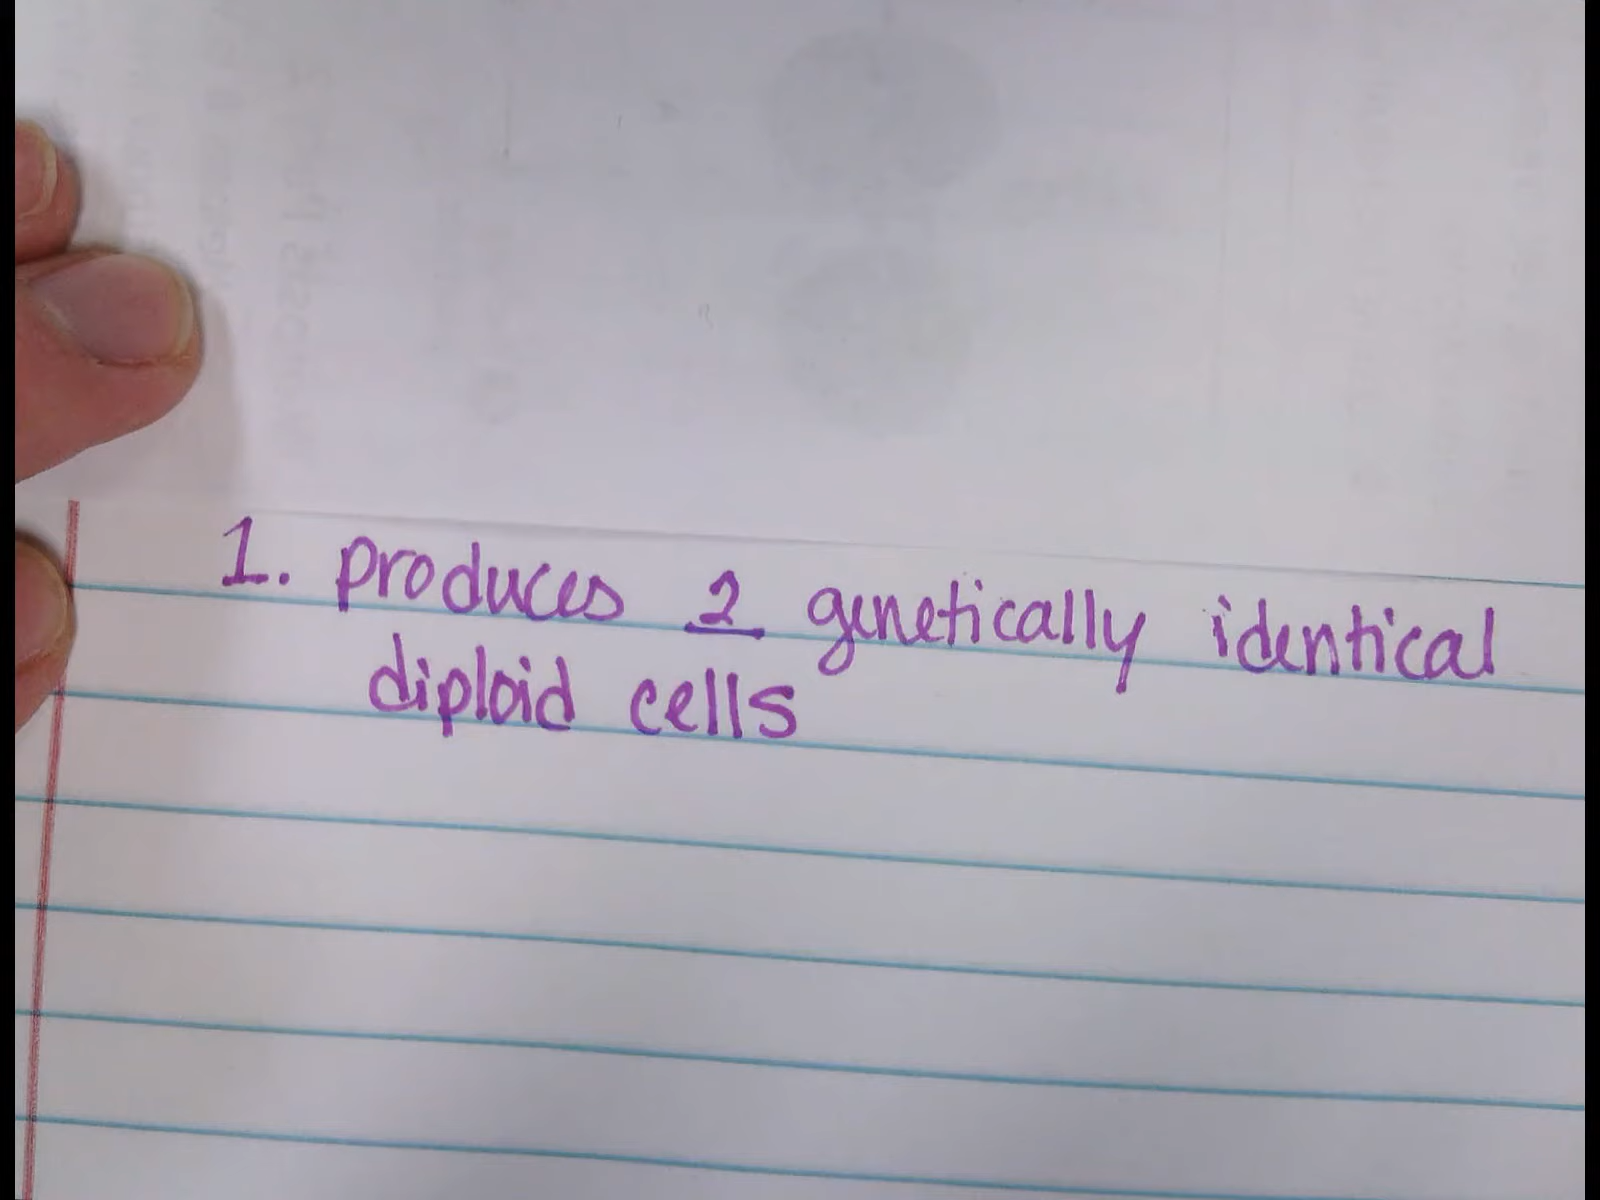 1. produces 2 genetically identical
diploid cells